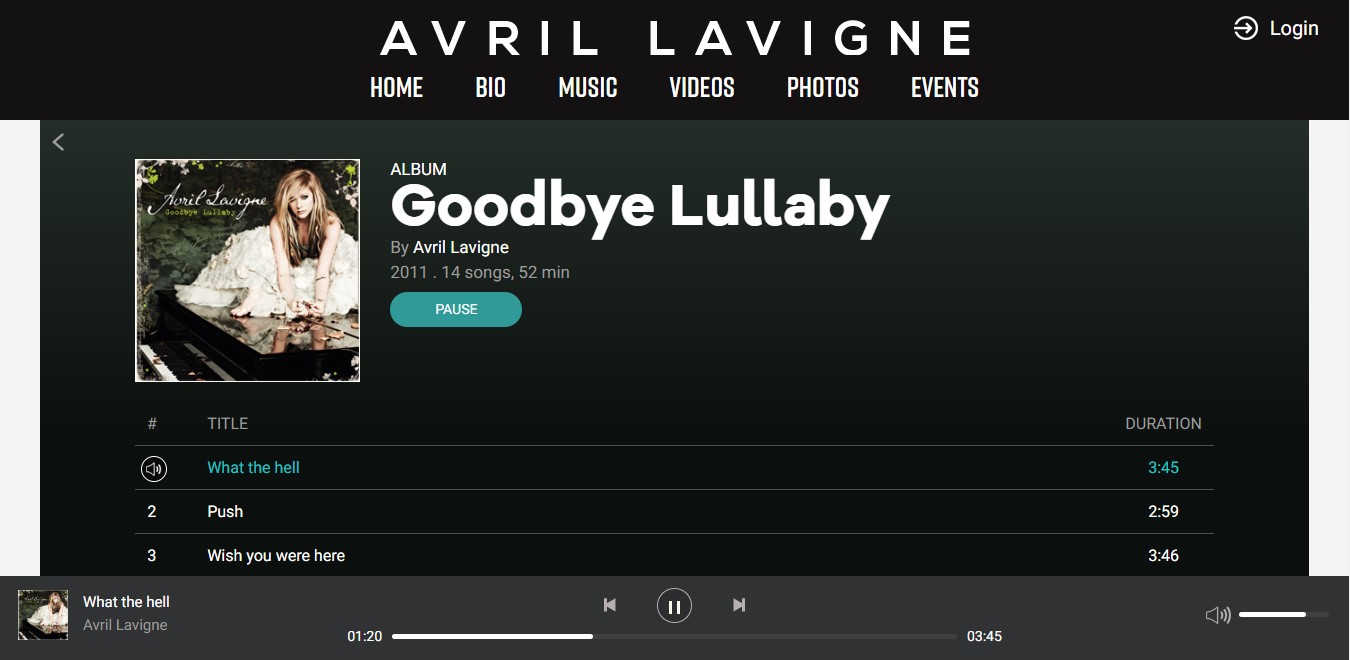 AVRIL LAVIGNE
Login
HOME BIO MUSIC VIDEOS PHOTOS EVENTS
Avril Lavigne
Goodbye Lullaby
ALBUM
Goodbye Lullaby
By Avril Lavigne
2011 . 14 songs, 52 min
PAUSE
# TITLE DURATION
What the hell 3:45
2 Push 2:59
3 Wish you were here 3:46
What the hell
Avril Lavigne
01:20 03:45